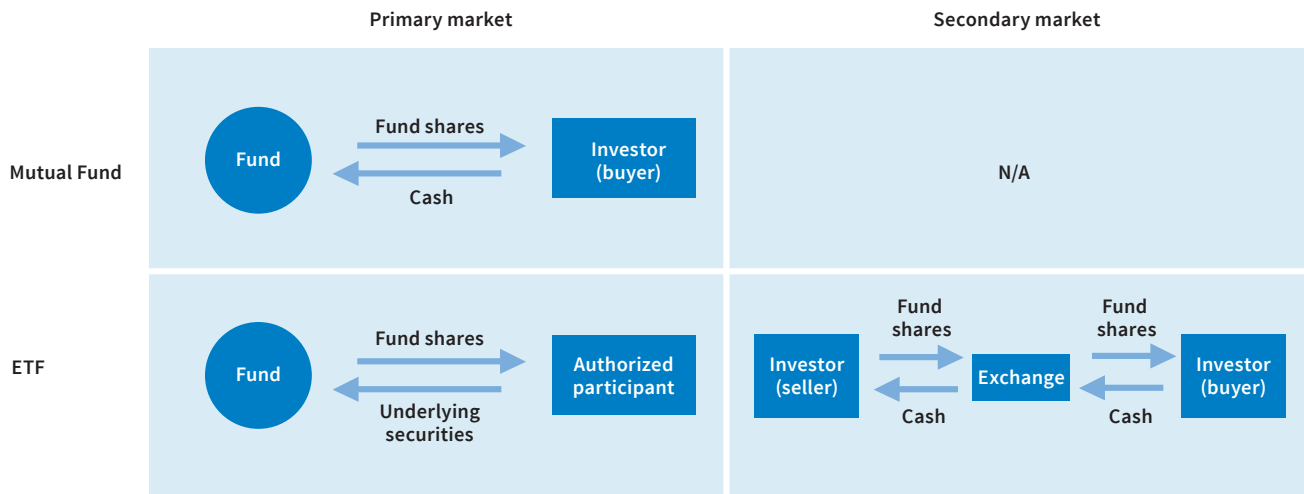 Primary market
Secondary market
Mutual Fund
Fund
Fund shares
Cash
Investor
(buyer)
N/A
ETF
Fund
Fund shares
Underlying
securities
Authorized
participant
Investor
(seller)
Fund
shares
Cash
Exchange
Fund
shares
Cash
Investor
(buyer)